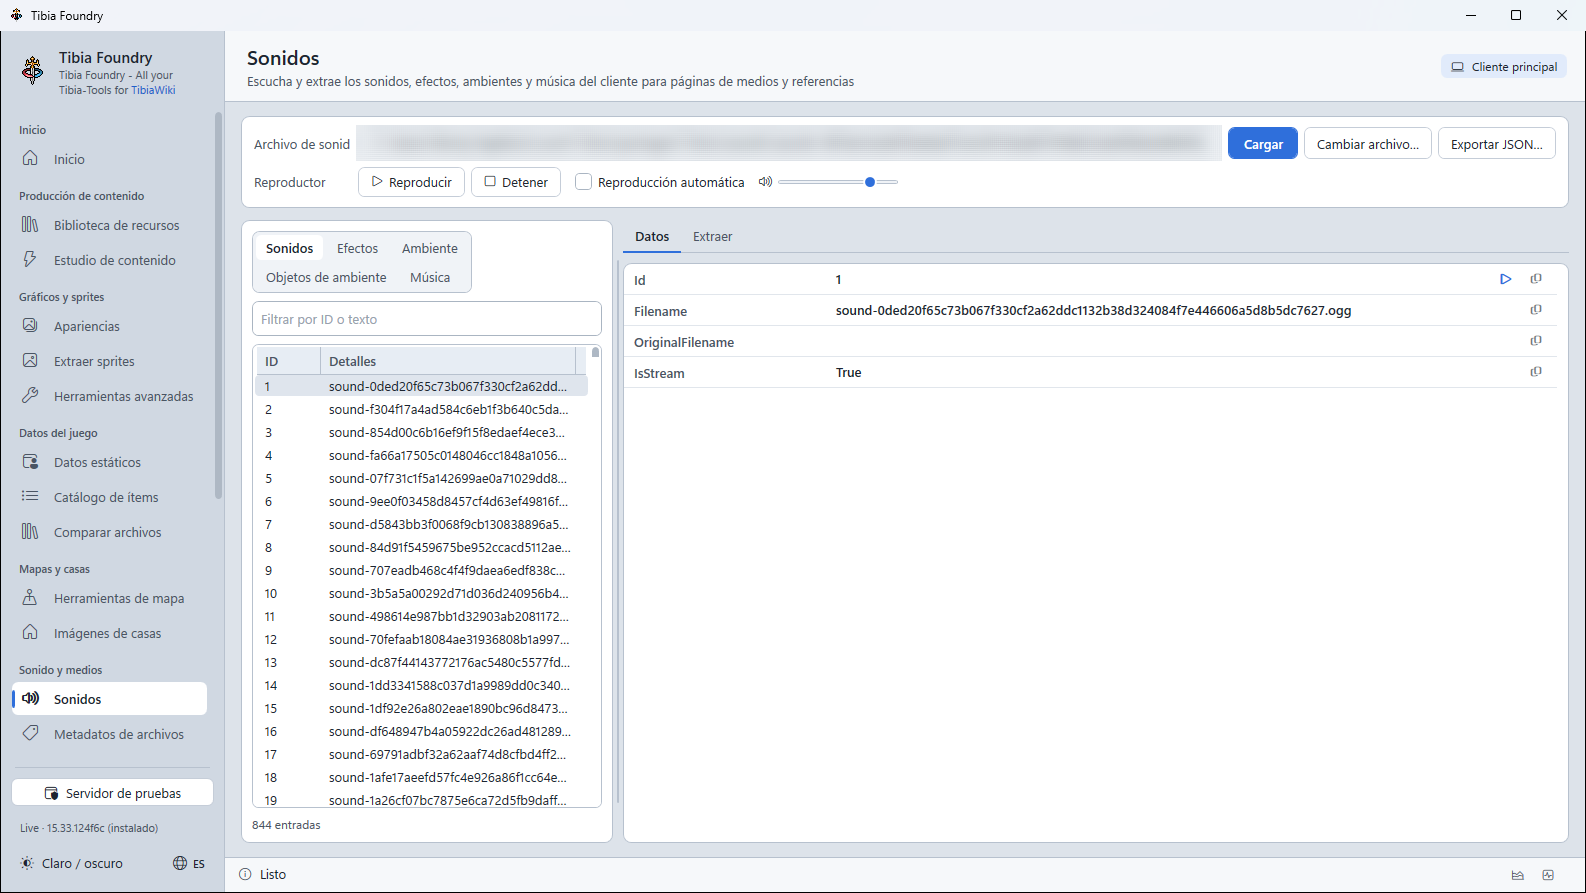 Tibia Foundry
Tibia Foundry
Tibia Foundry - All your
Tibia-Tools for TibiaWiki
Inicio
Inicio
Producción de contenido
Biblioteca de recursos
Estudio de contenido
Gráficos y sprites
Apariencias
Extraer sprites
Herramientas avanzadas
Datos del juego
Datos estáticos
Catálogo de ítems
Comparar archivos
Mapas y casas
Herramientas de mapa
Imágenes de casas
Sonido y medios
Sonidos
Metadatos de archivos
Servidor de pruebas
Live · 15.33.124f6c (instalado)
Claro / oscuro
ES
Sonidos
Escucha y extrae los sonidos, efectos, ambientes y música del cliente para páginas de medios y referencias
Cliente principal
Archivo de sonid
Cargar
Cambiar archivo...
Exportar JSON...
Reproductor
Reproducir
Detener
Reproducción automática
Sonidos
Efectos
Ambiente
Objetos de ambiente
Música
Filtrar por ID o texto
ID Detalles
1 sound-0ded20f65c73b067f330cf2a62dd...
2 sound-f304f17a4ad584c6eb1f3b640c5da...
3 sound-854d00c6b16ef9f15f8edaef4ece3...
4 sound-fa66a17505c0148046cc1848a1056...
5 sound-07f731c1f5a142699ae0a71029dd8...
6 sound-9ee0f03458d8457cf4d63ef49816f...
7 sound-d5843bb3f0068f9cb130838896a5...
8 sound-84d91f5459675be952ccacd5112ae...
9 sound-707eadb468c4f4f9daea6edf838c...
10 sound-3b5a5a00292d71d036d240956b4...
11 sound-498614e987bb1d32903ab2081172...
12 sound-70fefaab18084ae31936808b1a997...
13 sound-dc87f44143772176ac5480c5577fd...
14 sound-1dd3341588c037d1a9989dd0c340...
15 sound-1df92e26a802eae1890bc96d8473...
16 sound-df648947b4a05922dc26ad481289...
17 sound-69791adbf32a62aaf74d8cfbd4ff2...
18 sound-1afe17aeefd57fc4e926a86f1cc64e...
19 sound-1a26cf07bc7875e6ca72d5fb9daff...
844 entradas
Datos
Extraer
Id 1
Filename sound-0ded20f65c73b067f330cf2a62ddc1132b38d324084f7e446606a5d8b5dc7627.ogg
OriginalFilename
IsStream True
Listo